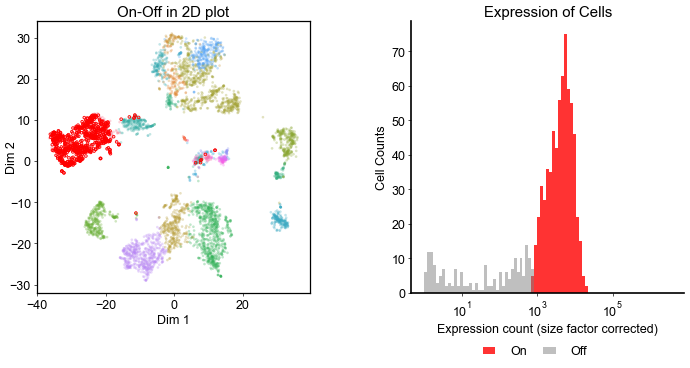 On-Off in 2D plot
Expression of Cells
Dim 2
30
20
10
0
−10
−20
−30
−40
−20
0
20
Dim 1
Cell Counts
70
60
50
40
30
20
10
0
10^1
10^3
10^5
Expression count (size factor corrected)
On
Off